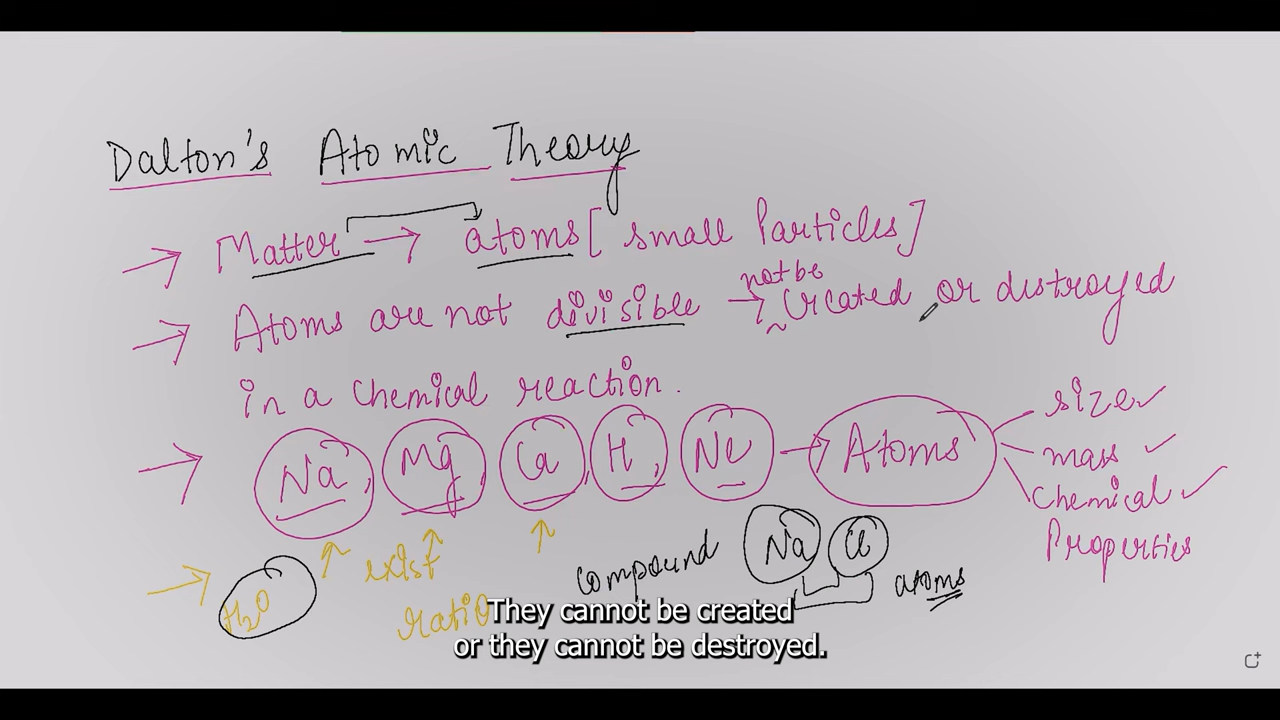 Dalton's Atomic Theory
→ Matter → atoms [small Particles]
→ Atoms are not divisible → not be created or destroyed
in a chemical reaction.
→ Na, Mg, Ca, H, Ne → Atoms
size ✓
mass ✓
chemical ✓
Properties
→ H₂O exist
ratio
compound Na Cl atoms
They cannot be created
or they cannot be destroyed.